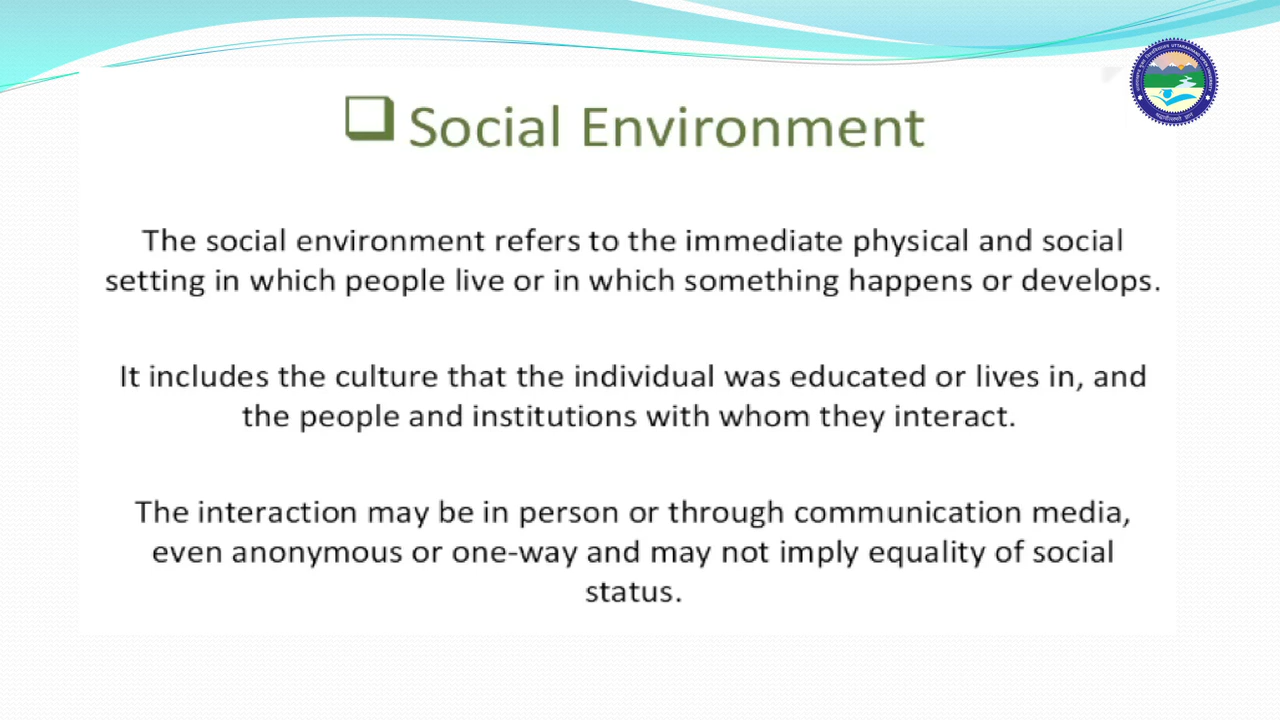 Social Environment
The social environment refers to the immediate physical and social
setting in which people live or in which something happens or develops.
It includes the culture that the individual was educated or lives in, and
the people and institutions with whom they interact.
The interaction may be in person or through communication media,
even anonymous or one-way and may not imply equality of social
status.